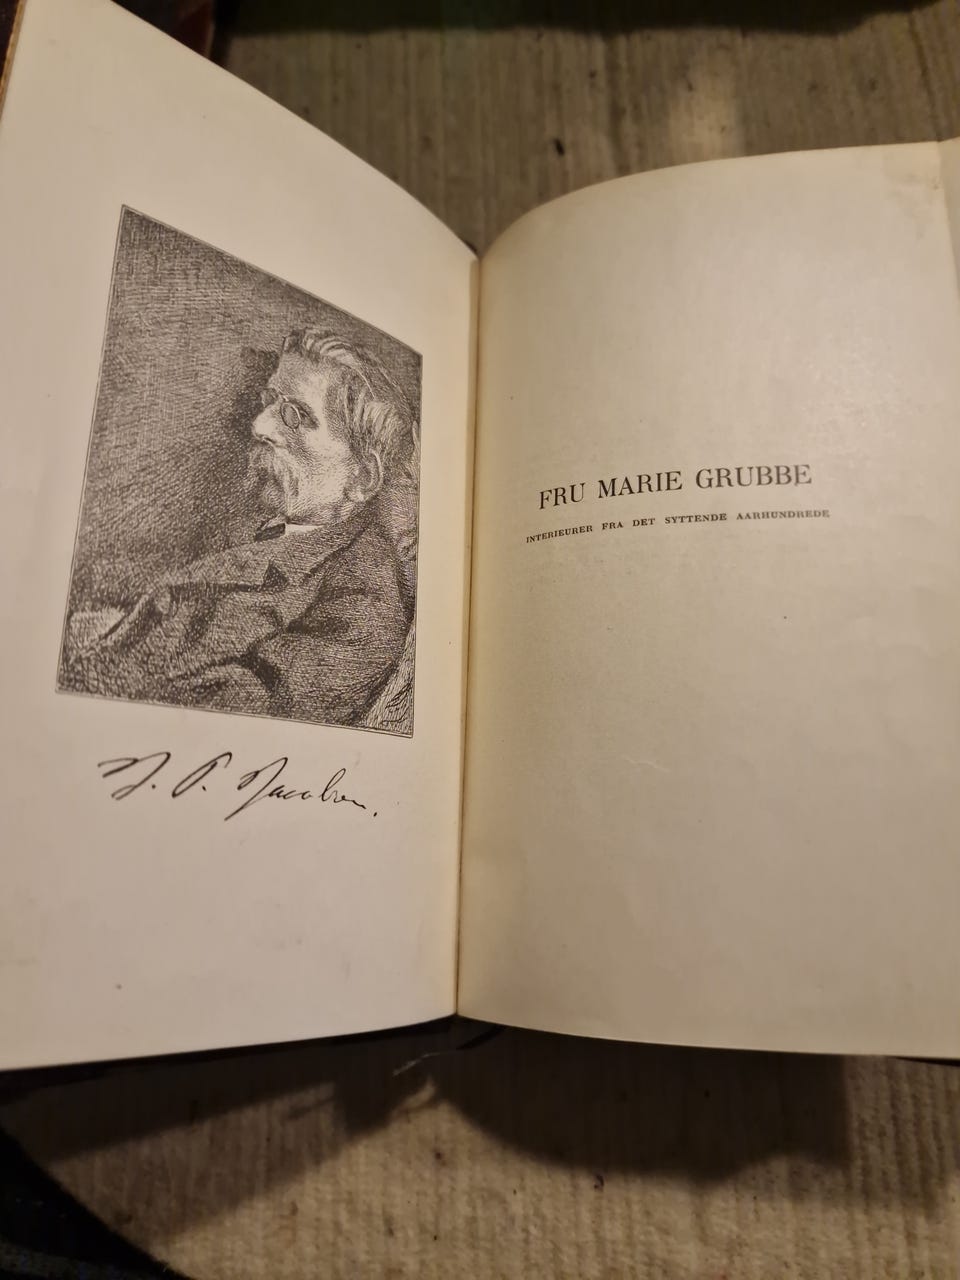 J. P. Jacobsen.
FRU MARIE GRUBBE
INTERIEURER FRA DET SYTTENDE AARHUNDREDE